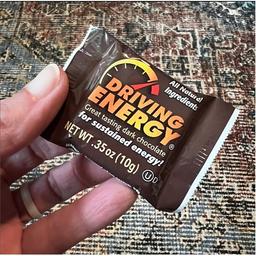 All Natural
Ingredients
DRIVING
ENERGY®
Great tasting dark chocolate
for sustained energy!
NET WT .35oz (10g)
U D